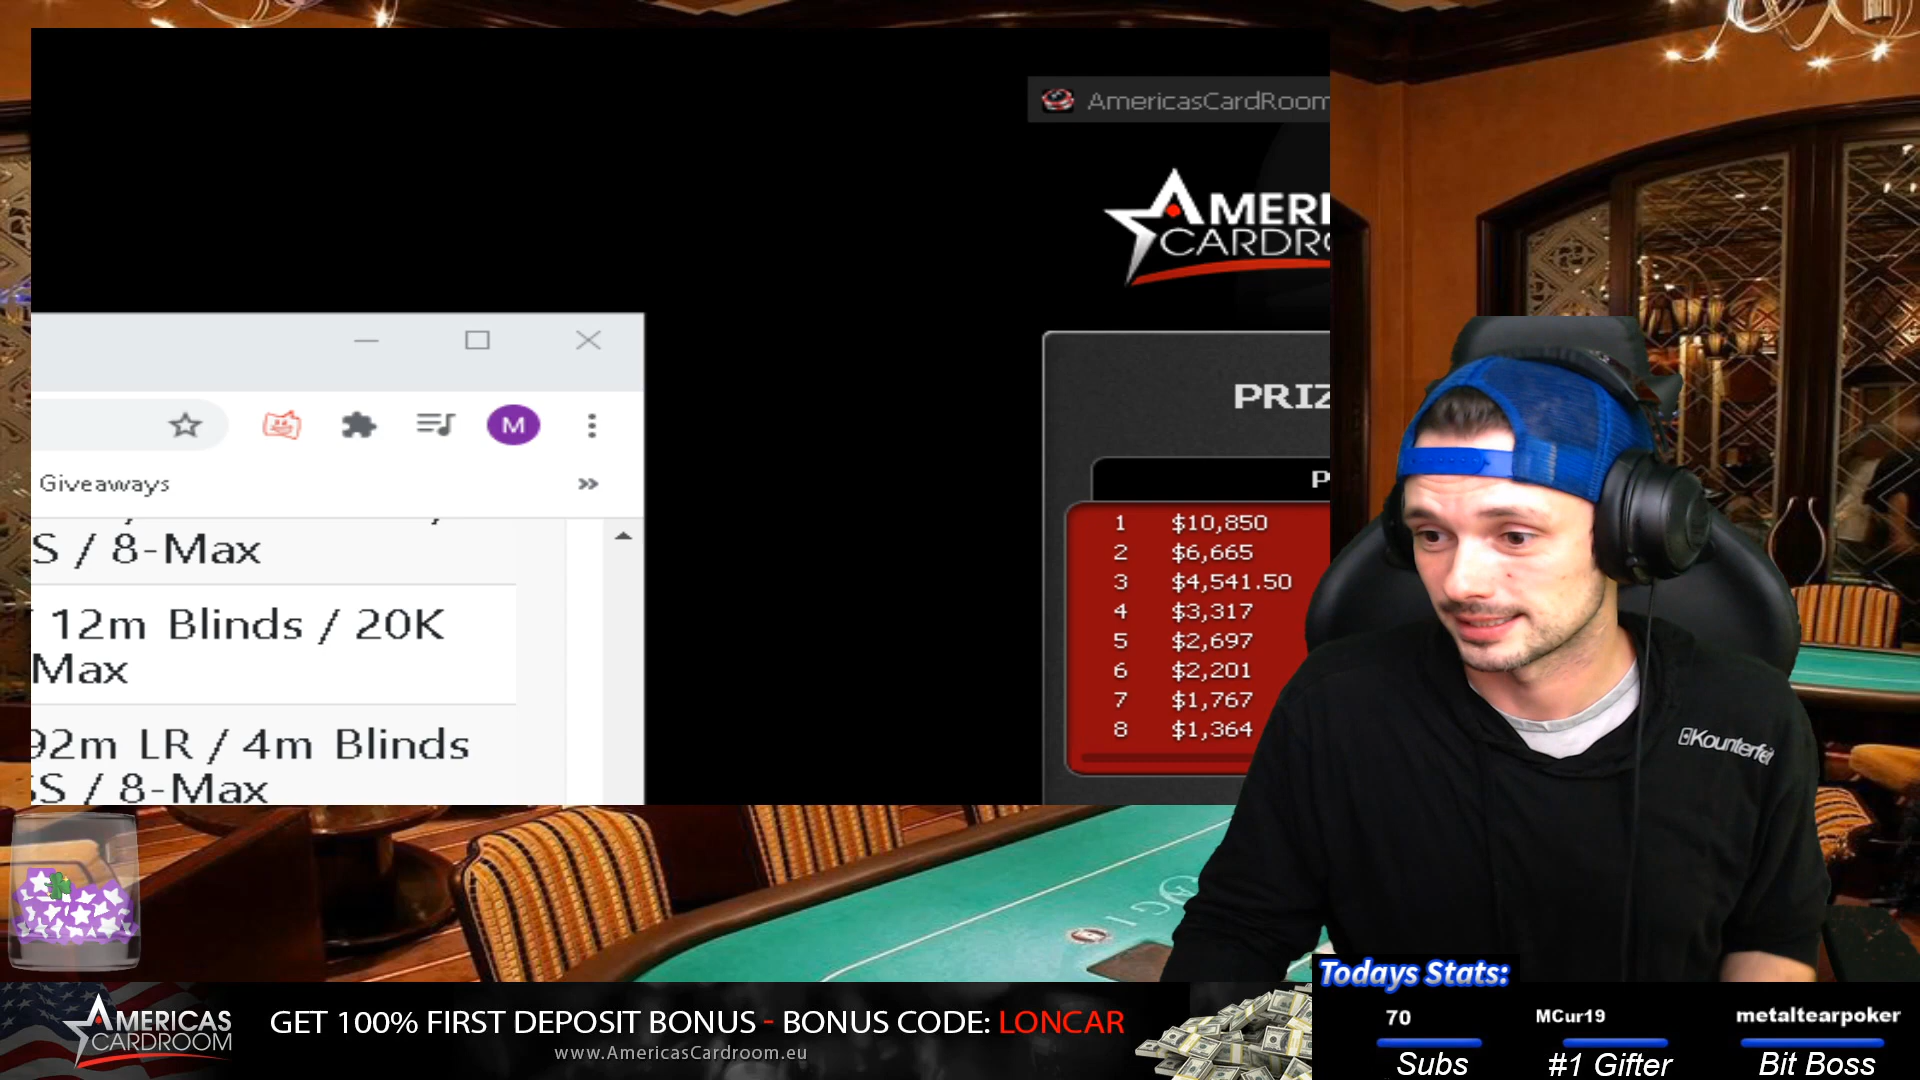 AmericasCardRoom
AMERI
CARDRO
M
Giveaways
S / 8-Max
12m Blinds / 20K
Max
92m LR / 4m Blinds
SS / 8-Max
PRIZ
P
1 $10,850
2 $6,665
3 $4,541.50
4 $3,317
5 $2,697
6 $2,201
7 $1,767
8 $1,364
Kounterfeit
AMERICAS
CARDROOM
GET 100% FIRST DEPOSIT BONUS - BONUS CODE: LONCAR
www.AmericasCardroom.eu
Todays Stats:
70 MCur19 metaltearpoker
Subs #1 Gifter Bit Boss